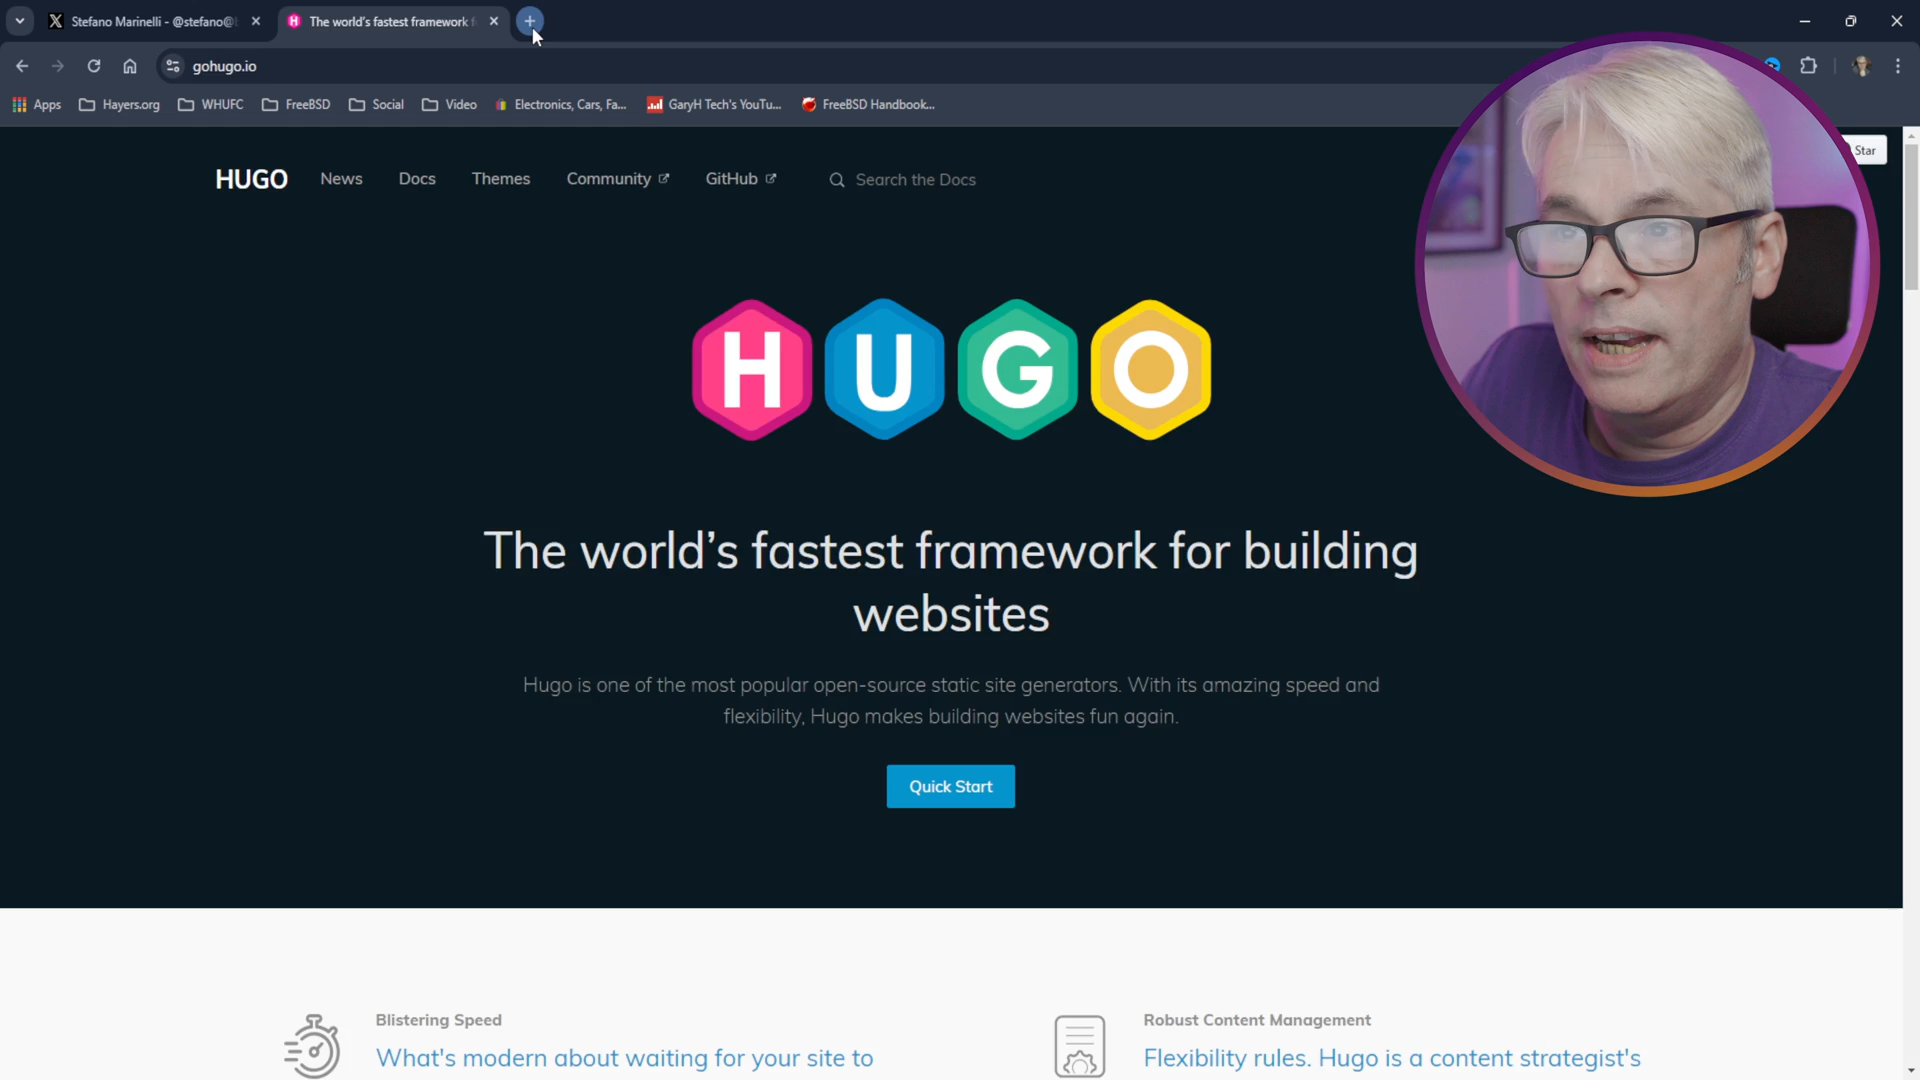 Stefano Marinelli - @stefano@
The world's fastest framework f
gohugo.io
Apps
Hayers.org
WHUFC
FreeBSD
Social
Video
Electronics, Cars, Fa...
GaryH Tech's YouTu...
FreeBSD Handbook...
HUGO
News
Docs
Themes
Community
GitHub
Search the Docs
Star
HUGO
The world's fastest framework for building
websites
Hugo is one of the most popular open-source static site generators. With its amazing speed and
flexibility, Hugo makes building websites fun again.
Quick Start
Blistering Speed
What's modern about waiting for your site to
Robust Content Management
Flexibility rules. Hugo is a content strategist's